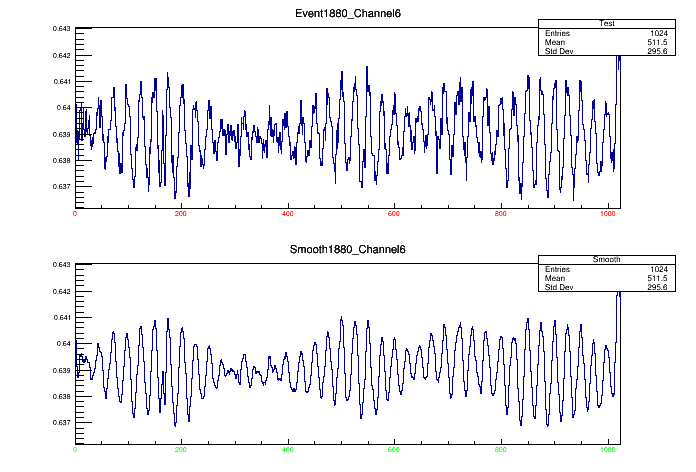 Event1880_Channel6
Test
Entries 1024
Mean 511.5
Std Dev 295.6
0.643
0.642
0.641
0.64
0.639
0.638
0.637
0 200 400 600 800 1000
Smooth1880_Channel6
Smooth
Entries 1024
Mean 511.5
Std Dev 295.6
0.643
0.642
0.641
0.64
0.639
0.638
0.637
0 200 400 600 800 1000